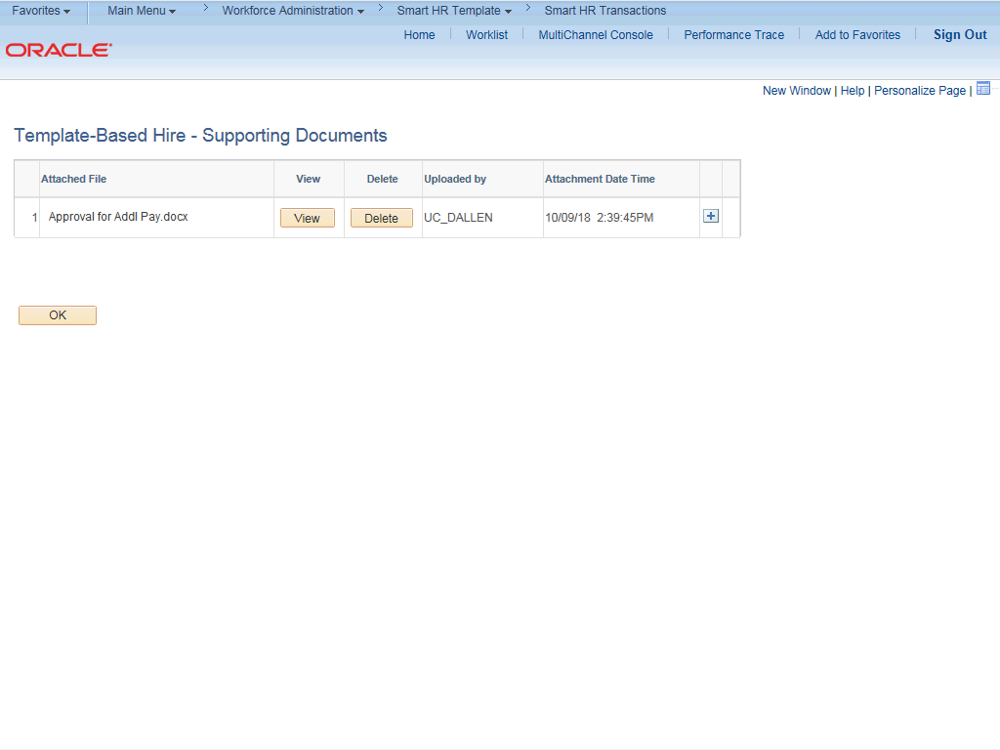 Favorites Main Menu > Workforce Administration > Smart HR Template > Smart HR Transactions
Home Worklist MultiChannel Console Performance Trace Add to Favorites Sign Out
ORACLE
New Window | Help | Personalize Page |
Template-Based Hire - Supporting Documents
Attached File View Delete Uploaded by Attachment Date Time
1 Approval for Addl Pay.docx View Delete UC_DALLEN 10/09/18 2:39:45PM
OK